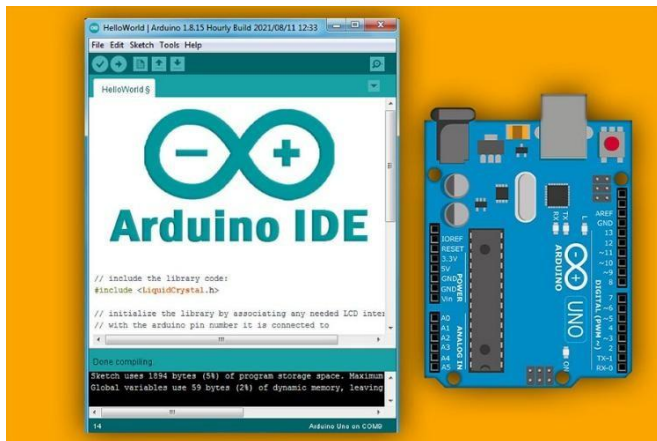 HelloWorld | Arduino 1.8.15 Hourly Build 2021/08/11 12:33
File Edit Sketch Tools Help
HelloWorld §
Arduino IDE
// include the library code:
#include <LiquidCrystal.h>
// initialize the library by associating any needed LCD inter
// with the arduino pin number it is connected to
Done compiling.
Sketch uses 1894 bytes (5%) of program storage space. Maximum
Global variables use 59 bytes (2%) of dynamic memory, leaving
14
Arduino Uno on COM9
RX
TX
L
ARDUINO
UNO
ON
IOREF
RESET
3.3V
5V
GND
GND
Vin
POWER
A0
A1
A2
A3
A4
A5
ANALOG IN
AREF
GND
13
12
~11
~10
~9
8
7
~6
~5
4
~3
2
TX-1
RX-0
DIGITAL (PWM ~)